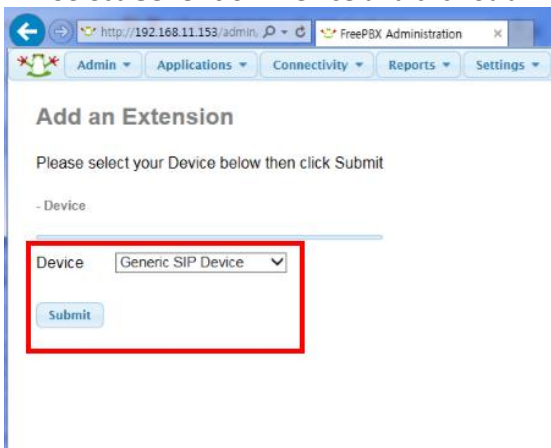 http://192.168.11.153/admin, FreePBX Administration
Admin Applications Connectivity Reports Settings
Add an Extension
Please select your Device below then click Submit
- Device
Device Generic SIP Device
Submit